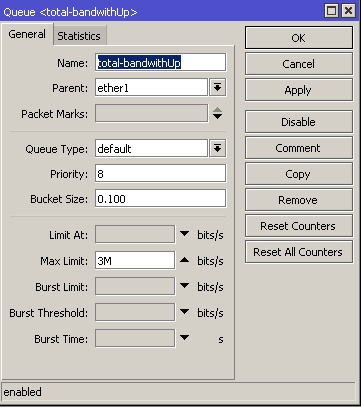 Queue <total-bandwithUp>
General Statistics
Name: total-bandwithUp
Parent: ether1
Packet Marks:
Queue Type: default
Priority: 8
Bucket Size: 0.100
Limit At: bits/s
Max Limit: 3M bits/s
Burst Limit: bits/s
Burst Threshold: bits/s
Burst Time: s
OK
Cancel
Apply
Disable
Comment
Copy
Remove
Reset Counters
Reset All Counters
enabled